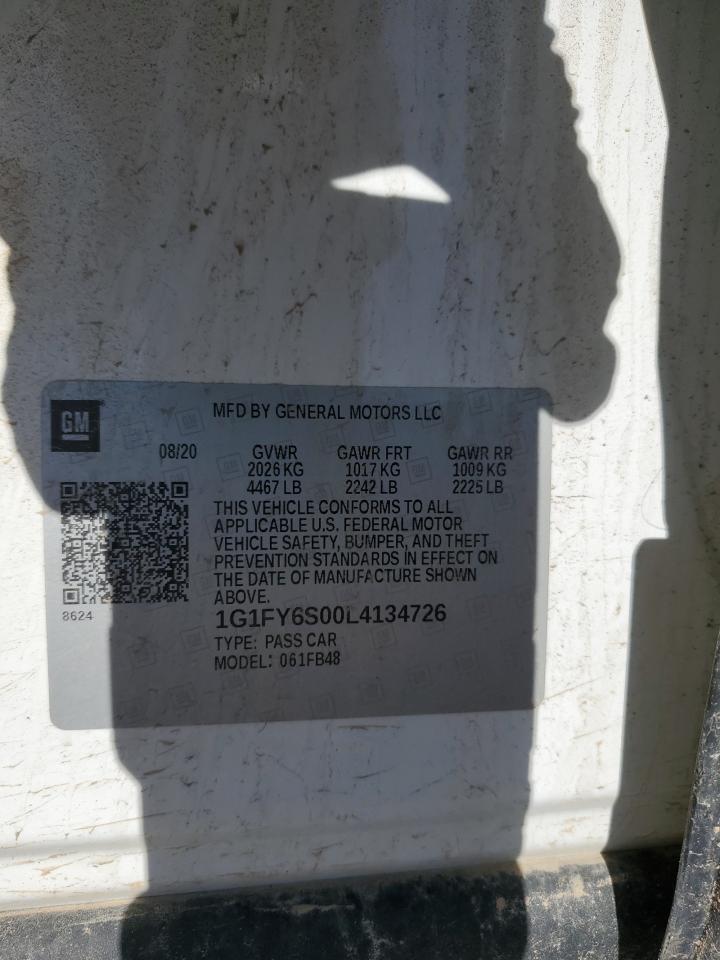 GM
MFD BY GENERAL MOTORS LLC
08/20 GVWR GAWR FRT GAWR RR
2026 KG 1017 KG 1009 KG
4467 LB 2242 LB 2225 LB
THIS VEHICLE CONFORMS TO ALL
APPLICABLE U.S. FEDERAL MOTOR
VEHICLE SAFETY, BUMPER, AND THEFT
PREVENTION STANDARDS IN EFFECT ON
THE DATE OF MANUFACTURE SHOWN
ABOVE.
8624
1G1FY6S00L4134726
TYPE: PASS CAR
MODEL: 061FB48